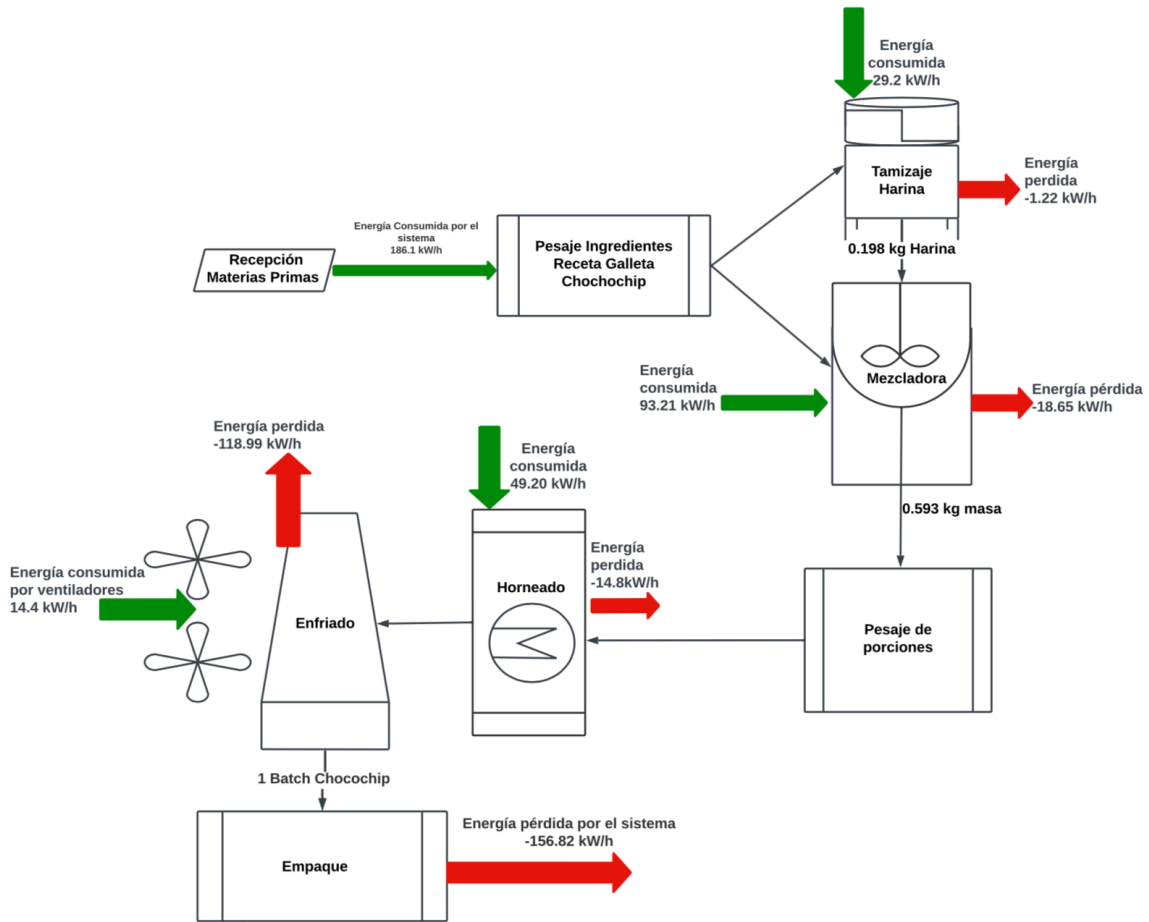 Energía
consumida
29.2 kW/h
Tamizaje
Harina
Energía
perdida
-1.22 kW/h
Energía Consumida por el
sistema
186.1 kW/h
Recepción
Materias Primas
Pesaje Ingredientes
Receta Galleta
Chochochip
0.198 kg Harina
Mezcladora
Energía
consumida
93.21 kW/h
Energía pérdida
-18.65 kW/h
0.593 kg masa
Energía perdida
-118.99 kW/h
Energía
consumida
49.20 kW/h
Energía
perdida
-14.8kW/h
Horneado
Energía consumida
por ventiladores
14.4 kW/h
Enfriado
Pesaje de
porciones
1 Batch Chocochip
Empaque
Energía pérdida por el sistema
-156.82 kW/h